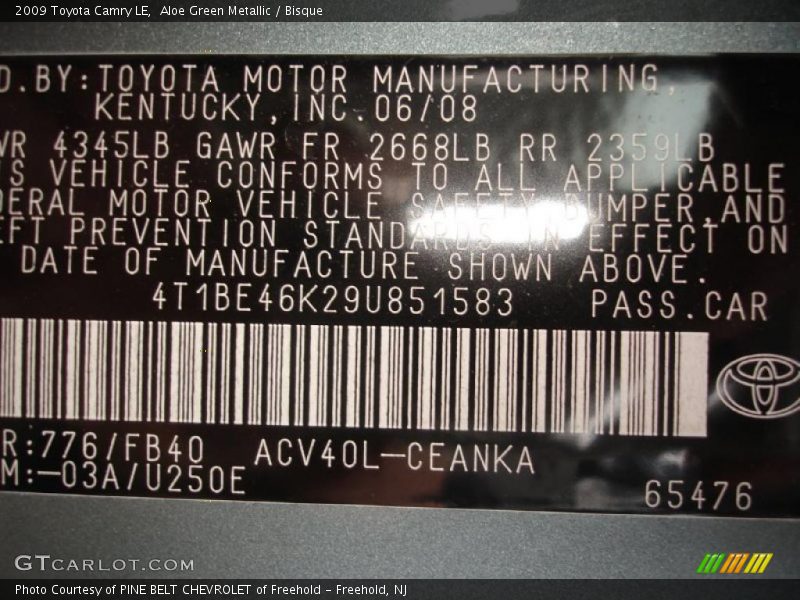 2009 Toyota Camry LE, Aloe Green Metallic / Bisque
D.BY:TOYOTA MOTOR MANUFACTURING,
KENTUCKY,INC.06/08
WR 4345LB GAWR FR 2668LB RR 2359LB
IS VEHICLE CONFORMS TO ALL APPLICABLE
DERAL MOTOR VEHICLE SAFETY,BUMPER,AND
EFT PREVENTION STANDARDS IN EFFECT ON
DATE OF MANUFACTURE SHOWN ABOVE.
4T1BE46K29U851583 PASS.CAR
R:776/FB40 ACV40L-CEANKA
M:-03A/U250E
65476
GTCARLOT.COM
Photo Courtesy of PINE BELT CHEVROLET of Freehold - Freehold, NJ